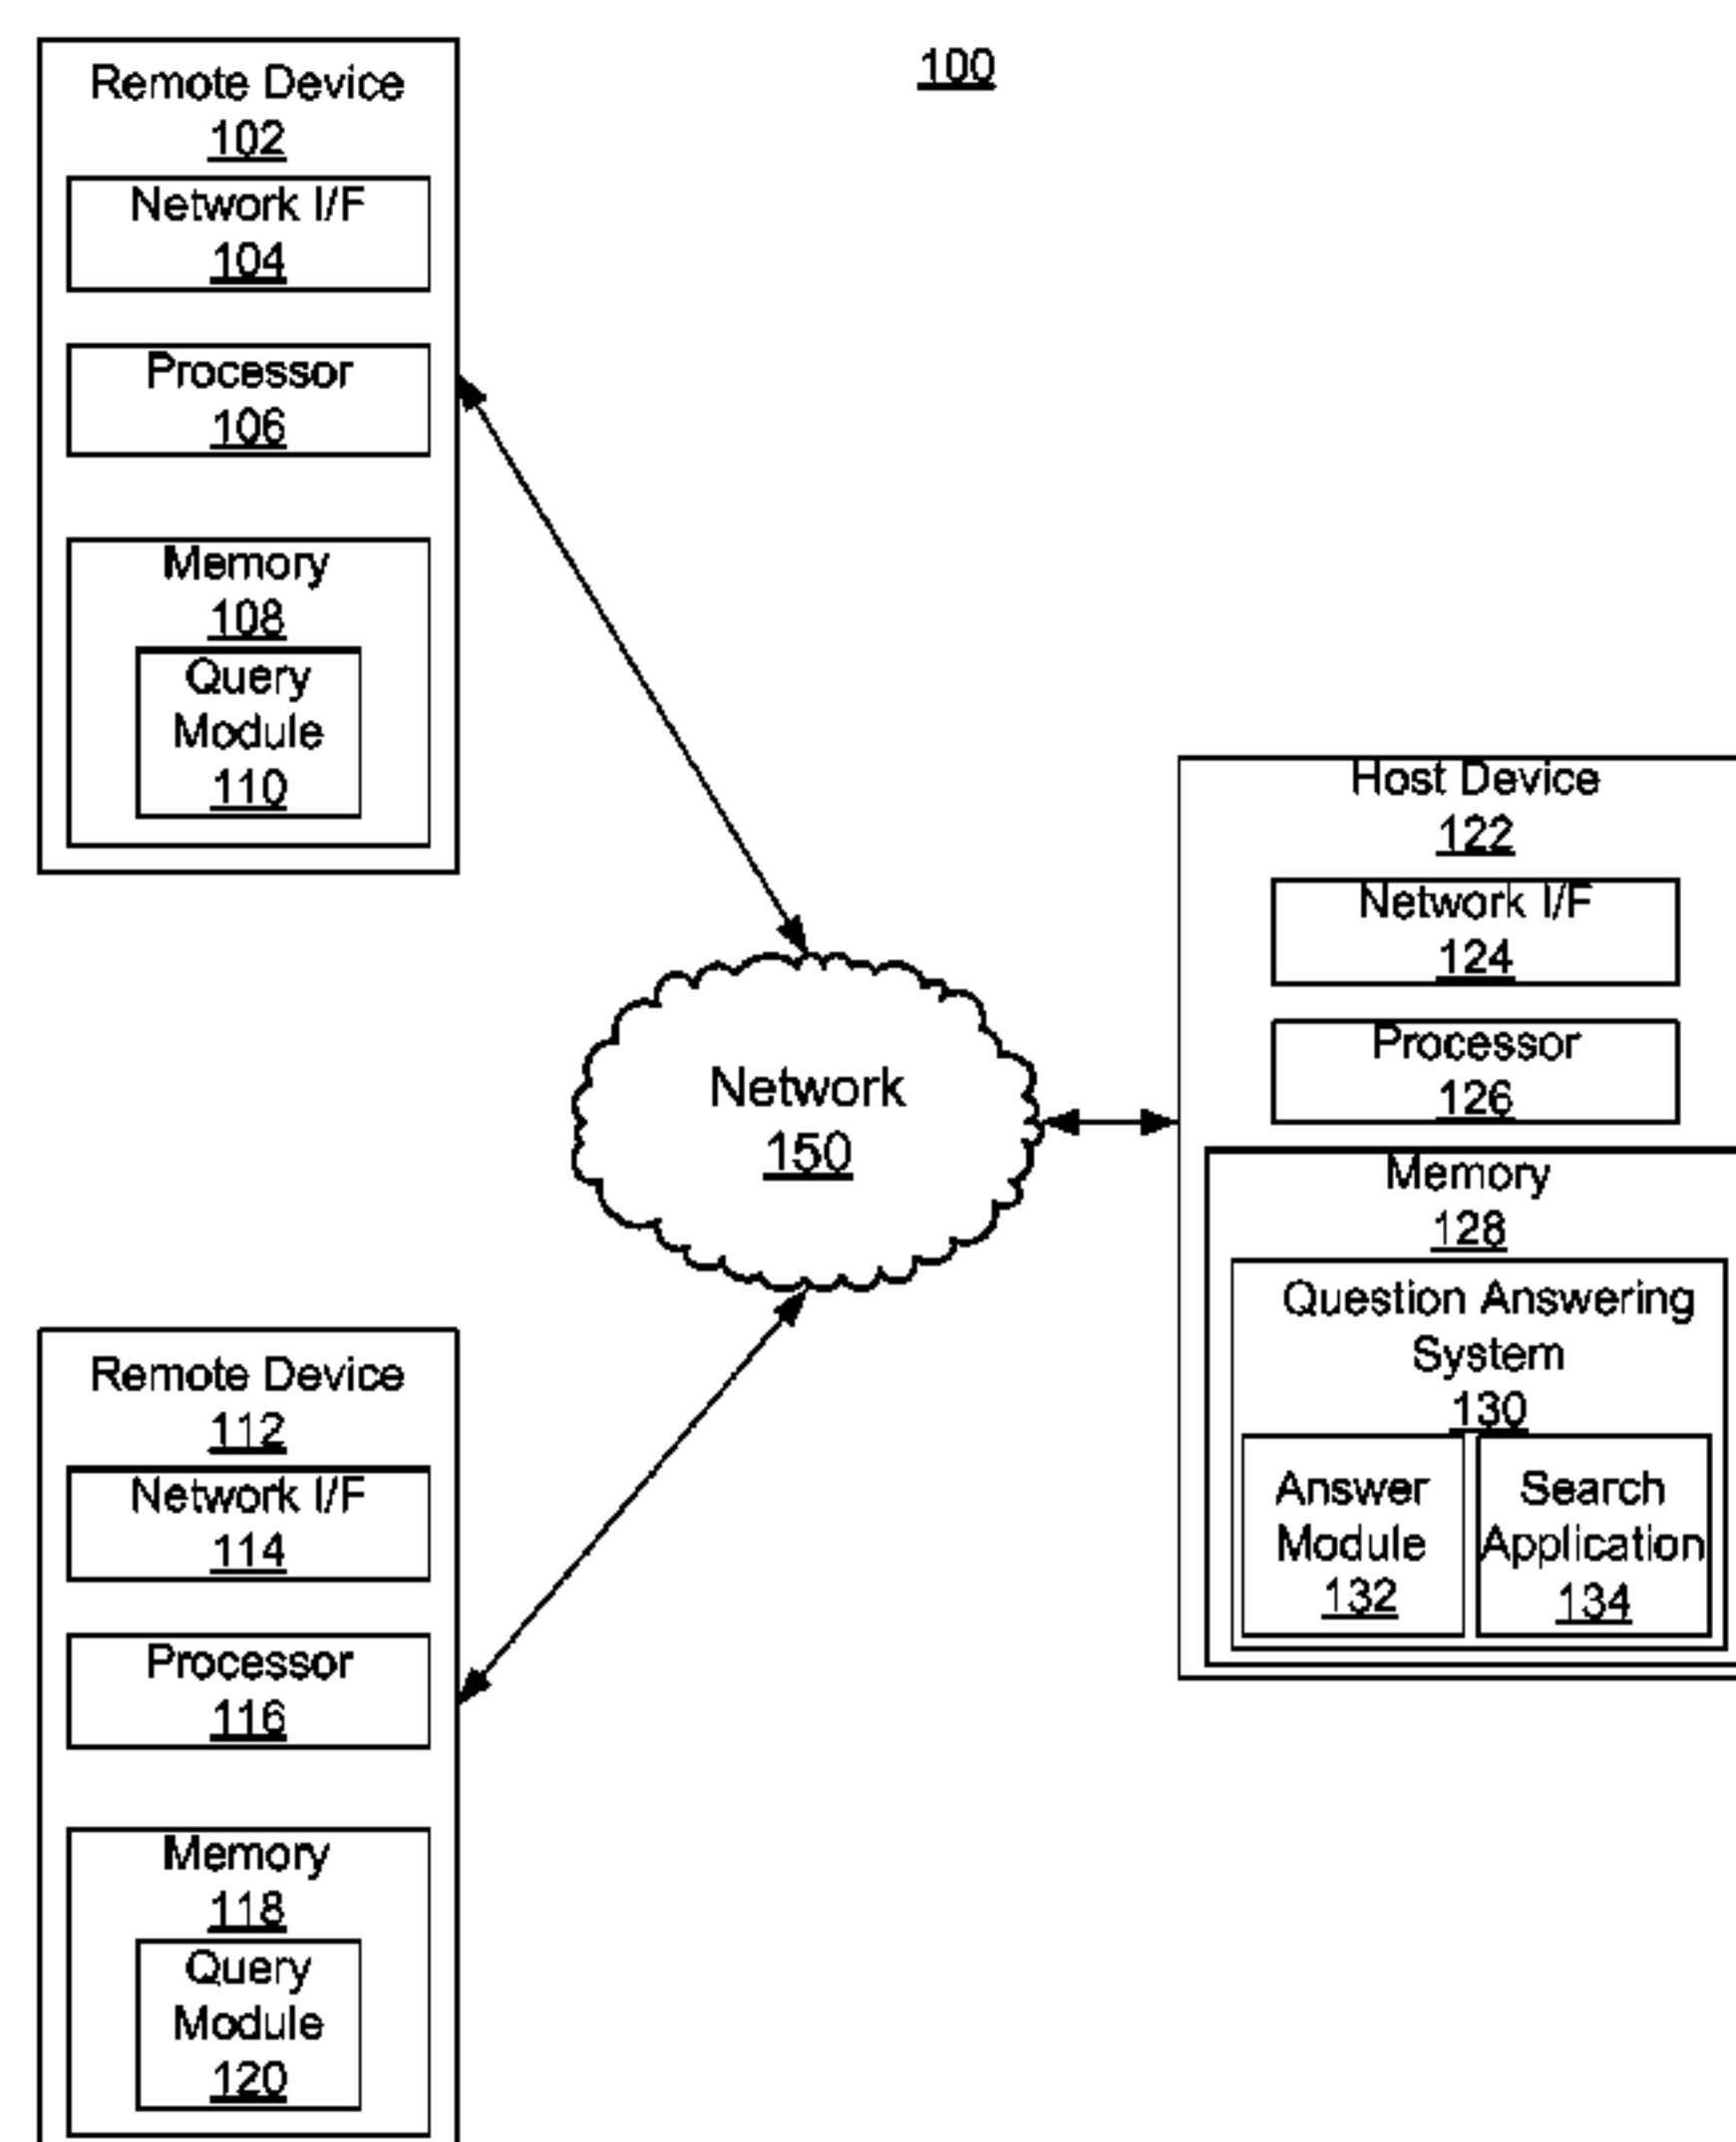 100
Remote Device
102
Network I/F
104
Processor
106
Memory
108
Query
Module
110
Network
150
Host Device
122
Network I/F
124
Processor
126
Memory
128
Question Answering
System
130
Answer
Module
132
Search
Application
134
Remote Device
112
Network I/F
114
Processor
116
Memory
118
Query
Module
120